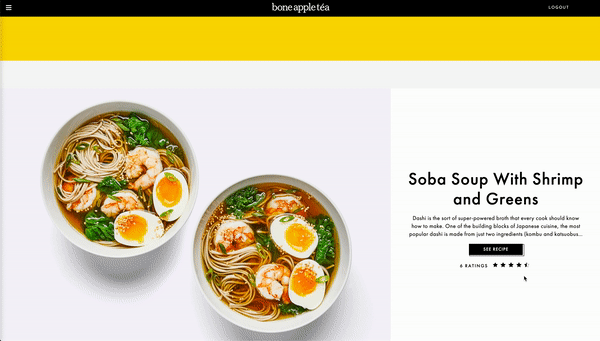 bone apple téa
LOGOUT
Soba Soup With Shrimp
and Greens
Dashi is the sort of super-powered broth that every cook should know
how to make. One of the building blocks of Japanese cuisine, the most
popular dashi is made from just two ingredients (kombu and katsuobus...
SEE RECIPE
6 RATINGS